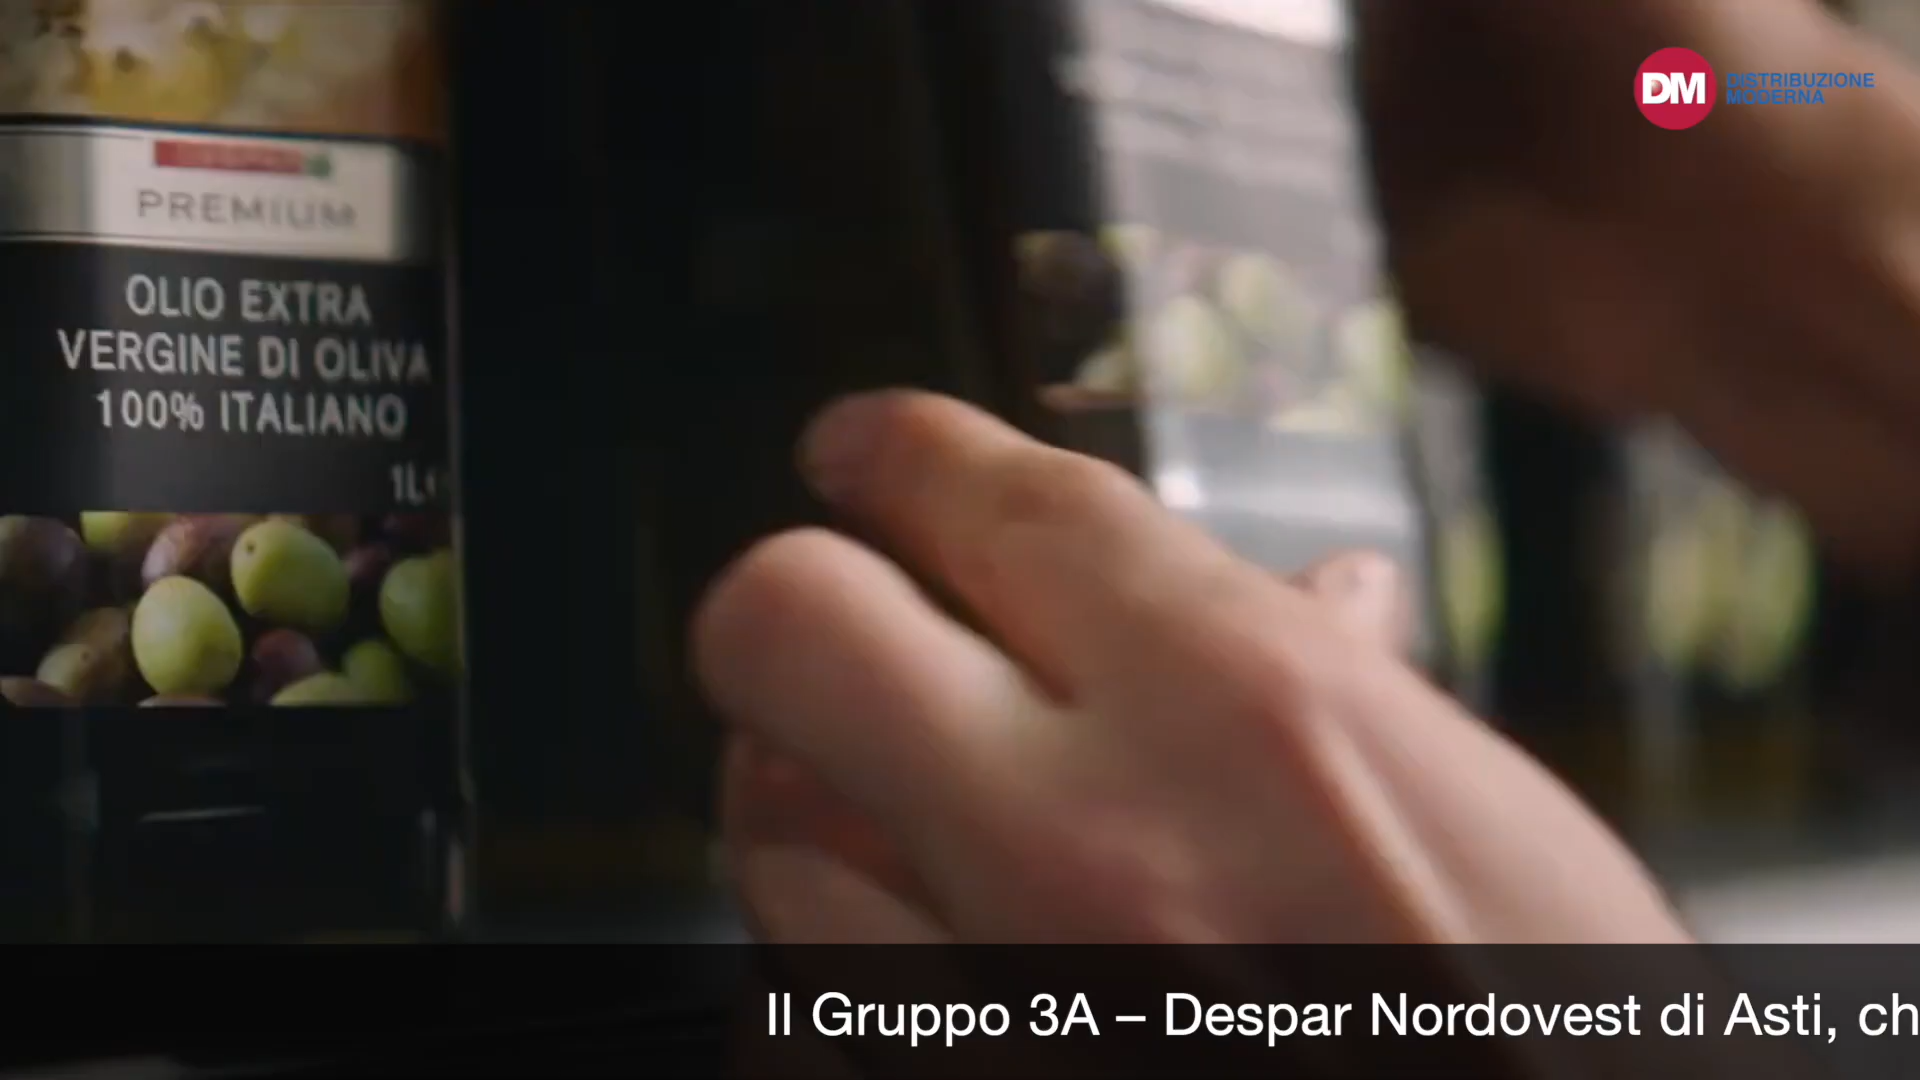 DM DISTRIBUZIONE
MODERNA
PREMIUM
OLIO EXTRA
VERGINE DI OLIVA
100% ITALIANO
1L
Il Gruppo 3A – Despar Nordovest di Asti, ch